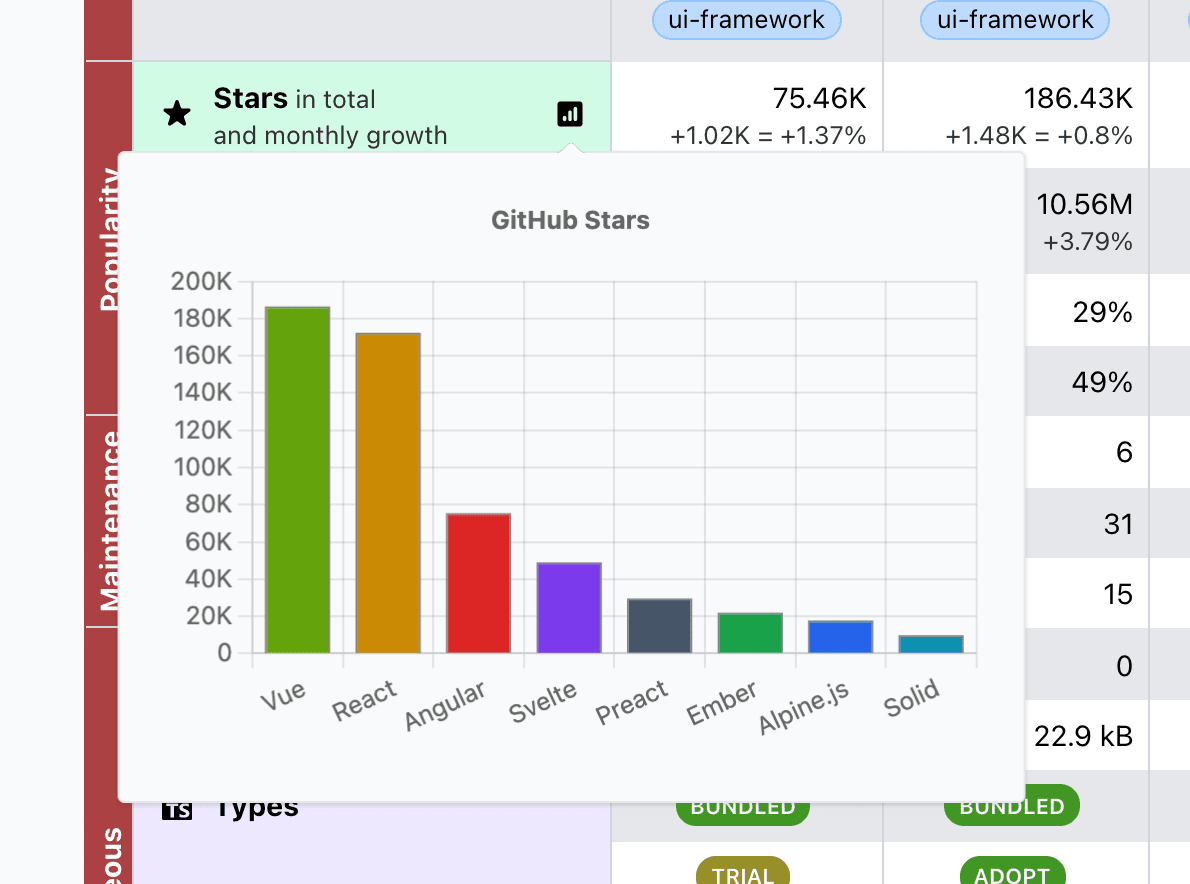 ui-framework
ui-framework
Popularity
Stars in total
and monthly growth
75.46K
+1.02K = +1.37%
186.43K
+1.48K = +0.8%
10.56M
+3.79%
29%
49%
Maintenance
6
31
15
0
22.9 kB
GitHub Stars
200K
180K
160K
140K
120K
100K
80K
60K
40K
20K
0
Vue
React
Angular
Svelte
Preact
Ember
Alpine.js
Solid
TS
Types
BUNDLED
BUNDLED
TRIAL
ADOPT